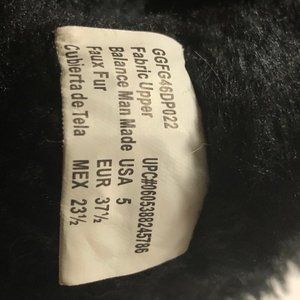 GGFG46DP022
Fabric Upper UPC#0605388245786
Balance Man Made USA 5
Faux Fur EUR 37½
Cubierta de Tela MEX 23½